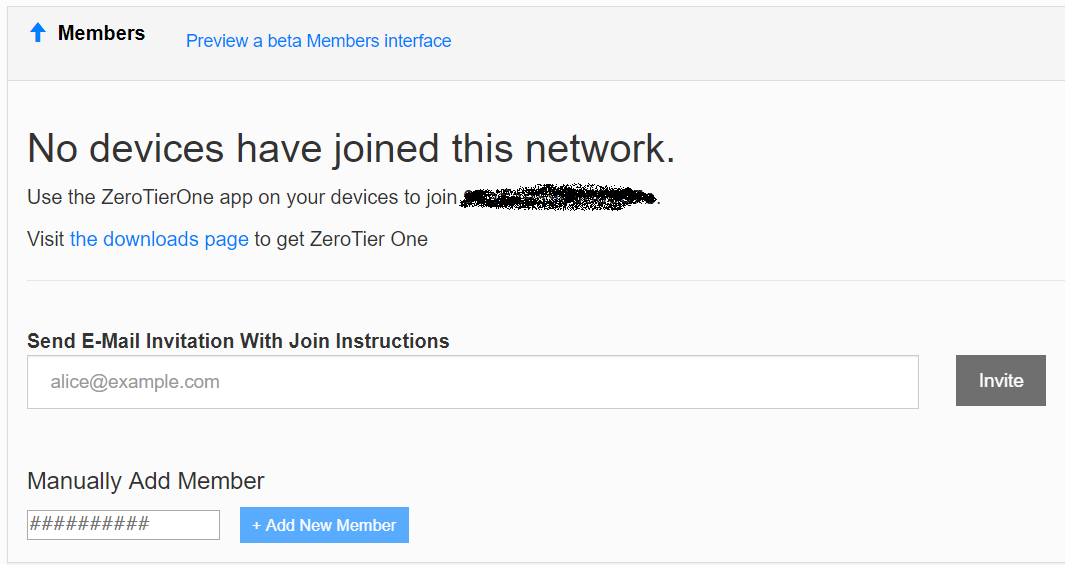 Members
Preview a beta Members interface
No devices have joined this network.
Use the ZeroTierOne app on your devices to join .
Visit the downloads page to get ZeroTier One
Send E-Mail Invitation With Join Instructions
alice@example.com
Invite
Manually Add Member
##########
+ Add New Member